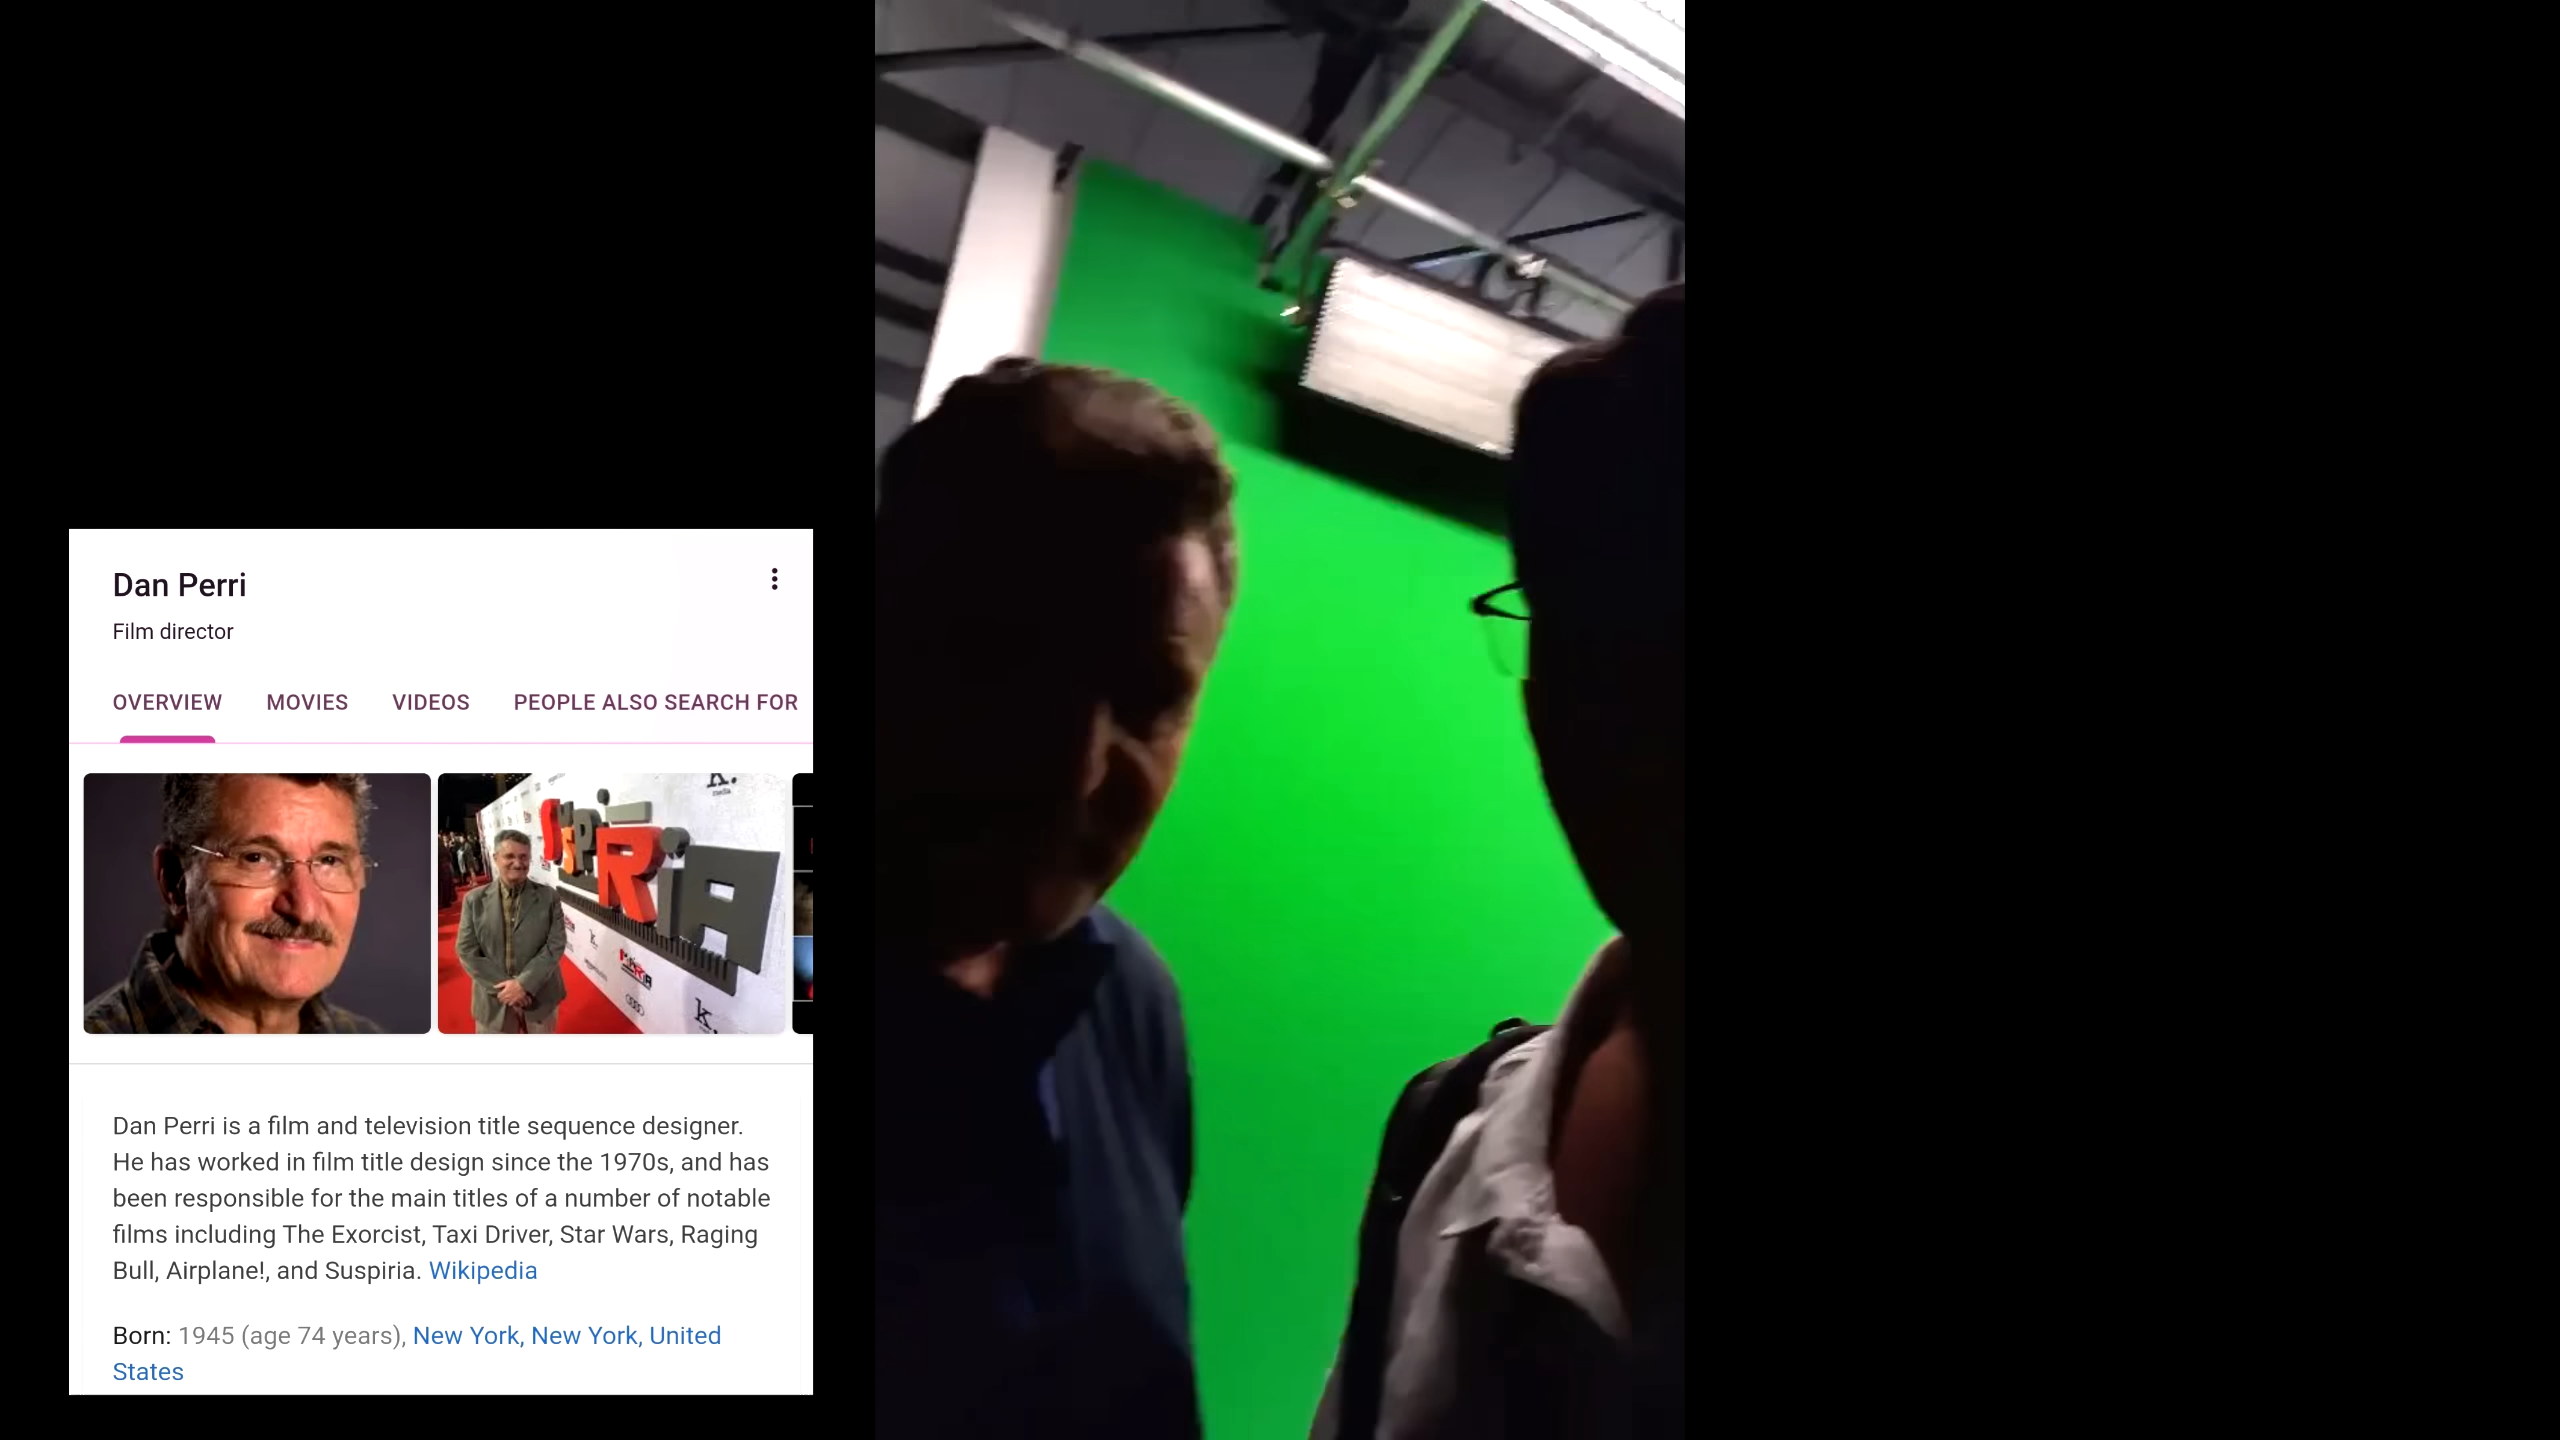 Dan Perri
Film director
OVERVIEW MOVIES VIDEOS PEOPLE ALSO SEARCH FOR
k.
media
SUSPiRiA
k.
SUSPiRiA
k.
Dan Perri is a film and television title sequence designer.
He has worked in film title design since the 1970s, and has
been responsible for the main titles of a number of notable
films including The Exorcist, Taxi Driver, Star Wars, Raging
Bull, Airplane!, and Suspiria. Wikipedia
Born: 1945 (age 74 years), New York, New York, United
States